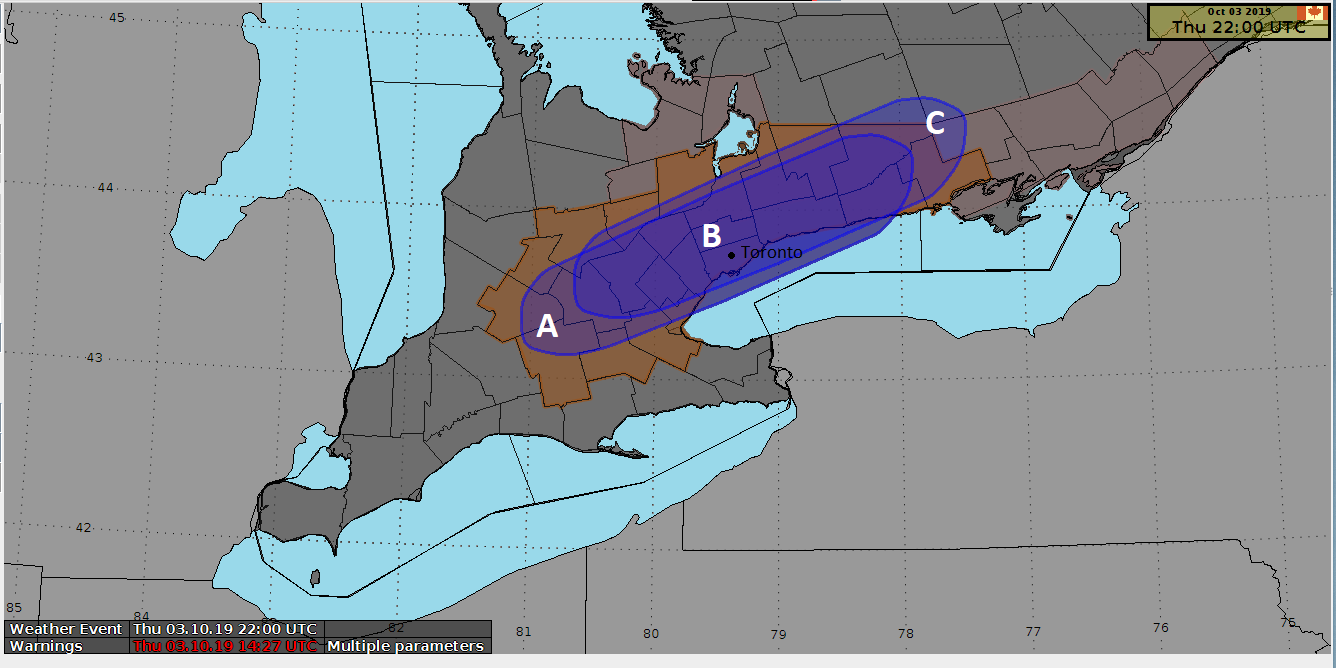 45
Oct 03 2019
Thu 22:00 UTC
C
44
B
Toronto
A
43
42
85
84
82
81
80
79
78
77
76
75
Weather Event Thu 03.10.19 22:00 UTC
Warnings Thu 03.10.19 14:27 UTC Multiple parameters